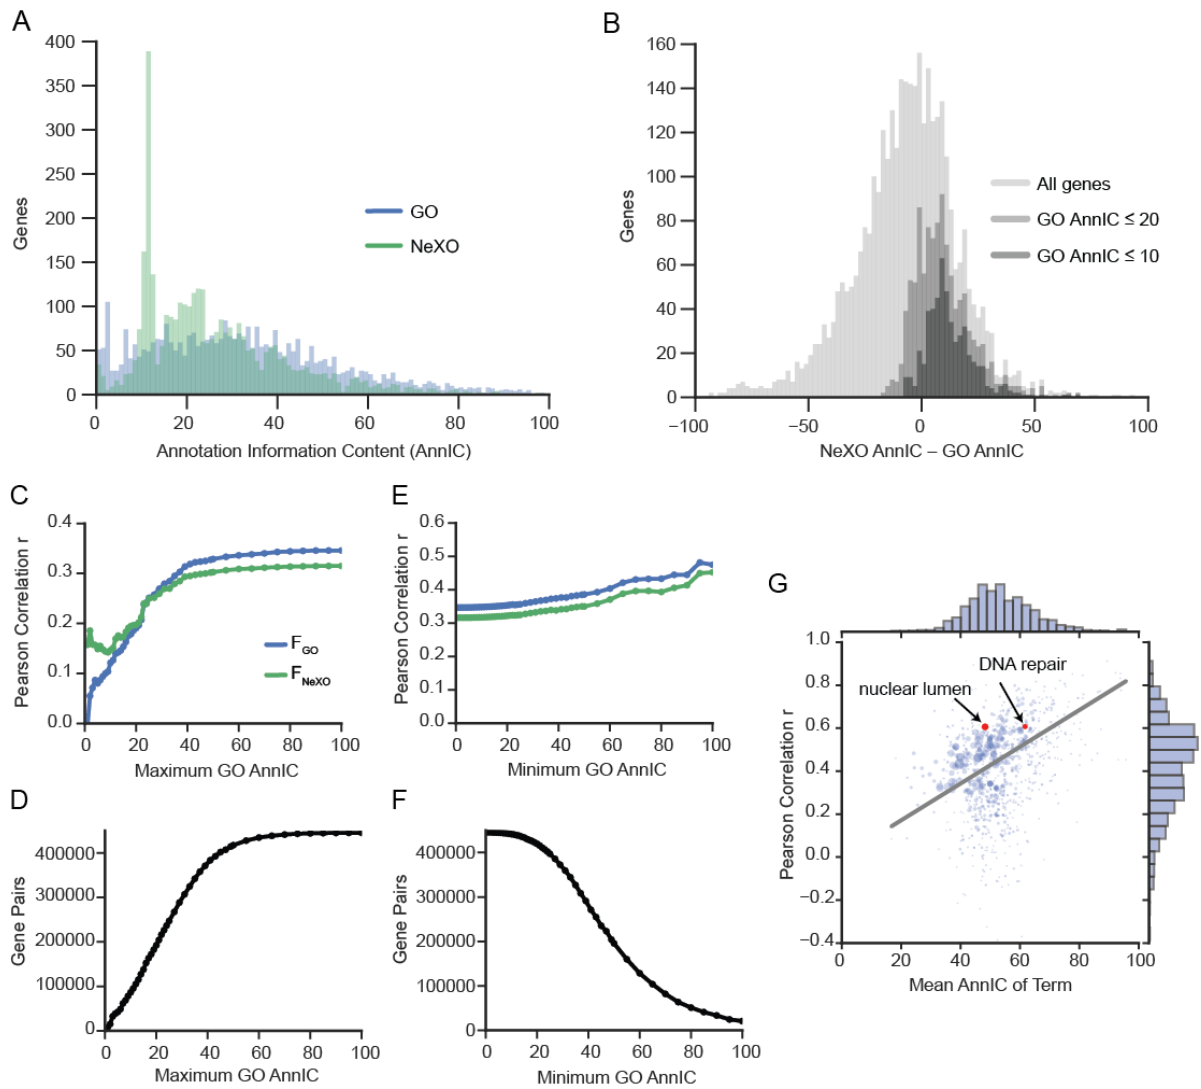 A
400
350
300
250
200
150
100
50
0
Genes
GO
NeXO
0 20 40 60 80 100
Annotation Information Content (AnnIC)
B
160
140
120
100
80
60
40
20
0
Genes
All genes
GO AnnIC ≤ 20
GO AnnIC ≤ 10
−100 −50 0 50 100
NeXO AnnIC – GO AnnIC
C
0.4
0.3
0.2
0.1
0.0
Pearson Correlation r
F GO
F NeXO
0 20 40 60 80 100
Maximum GO AnnIC
E
0.6
0.5
0.4
0.3
0.2
0.1
0.0
Pearson Correlation r
0 20 40 60 80 100
Minimum GO AnnIC
D
400000
300000
200000
100000
0
Gene Pairs
0 20 40 60 80 100
Maximum GO AnnIC
F
400000
300000
200000
100000
0
Gene Pairs
0 20 40 60 80 100
Minimum GO AnnIC
G
1.0
0.8
0.6
0.4
0.2
0.0
−0.2
−0.4
Pearson Correlation r
DNA repair
nuclear lumen
0 20 40 60 80 100
Mean AnnIC of Term